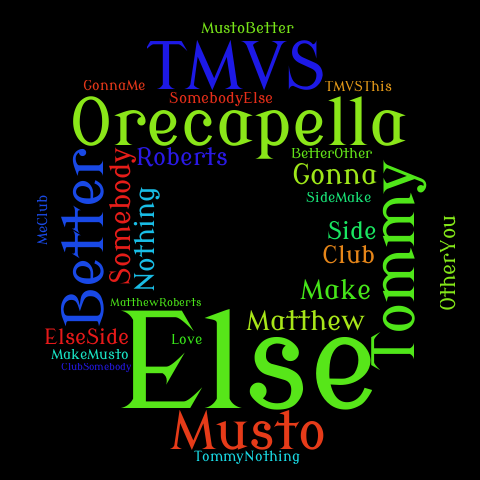 MustoBetter
TMVS
GonnaMe
TMVSThis
SomebodyElse
Orecapella
Roberts
BetterOther
Gonna
Better
Somebody
Nothing
Tommy
SideMake
MeClub
Side
OtherYou
Club
Make
MatthewRoberts
Matthew
Else
ElseSide
Love
MakeMusto
ClubSomebody
Musto
TommyNothing